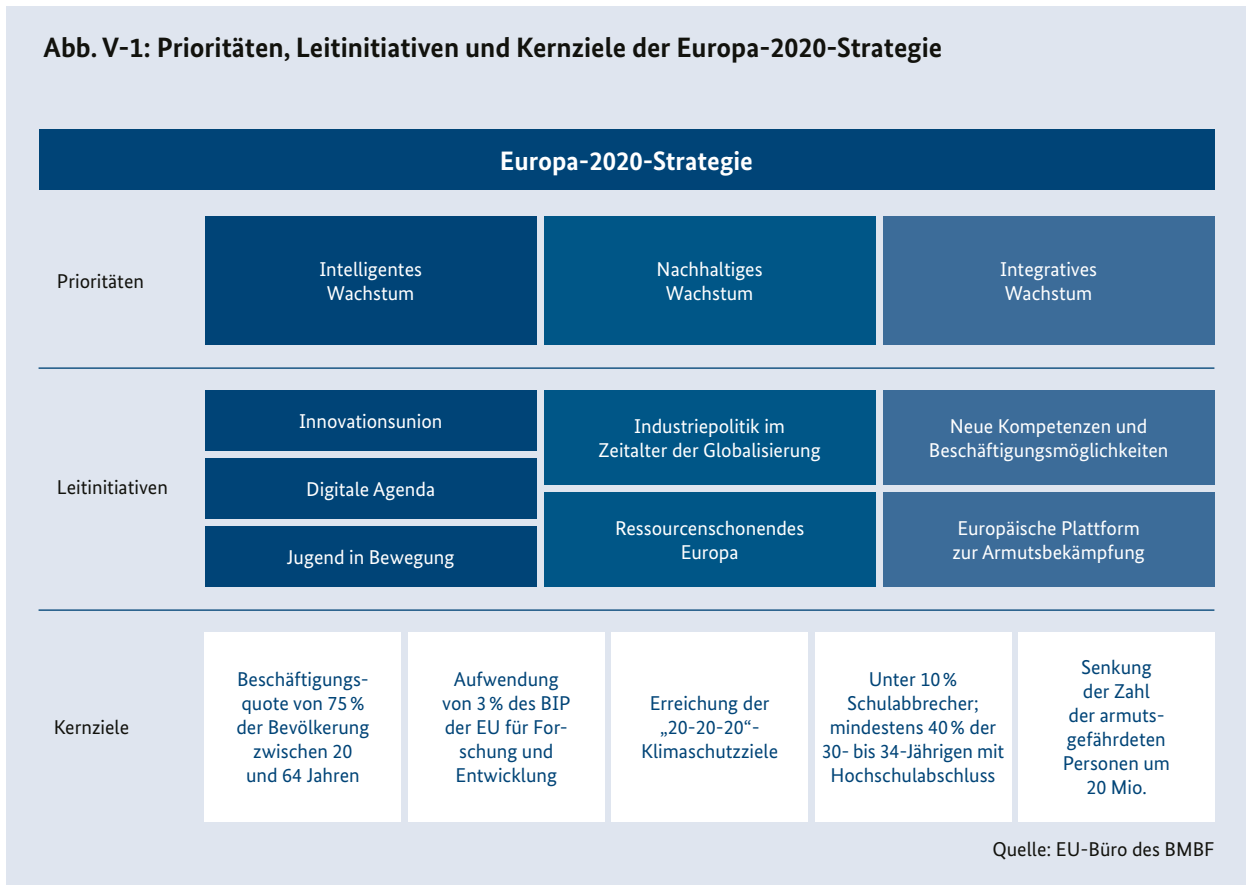 Abb. V-1: Prioritäten, Leitinitiativen und Kernziele der Europa-2020-Strategie
Europa-2020-Strategie
Prioritäten
Intelligentes
Wachstum
Nachhaltiges
Wachstum
Integratives
Wachstum
Leitinitiativen
Innovationsunion
Digitale Agenda
Jugend in Bewegung
Industriepolitik im
Zeitalter der Globalisierung
Ressourcenschonendes
Europa
Neue Kompetenzen und
Beschäftigungsmöglichkeiten
Europäische Plattform
zur Armutsbekämpfung
Kernziele
Beschäftigungs-
quote von 75 %
der Bevölkerung
zwischen 20
und 64 Jahren
Aufwendung
von 3 % des BIP
der EU für For-
schung und
Entwicklung
Erreichung der
„20-20-20“-
Klimaschutzziele
Unter 10 %
Schulabbrecher;
mindestens 40 % der
30- bis 34-Jährigen mit
Hochschulabschluss
Senkung
der Zahl
der armuts-
gefährdeten
Personen um
20 Mio.
Quelle: EU-Büro des BMBF